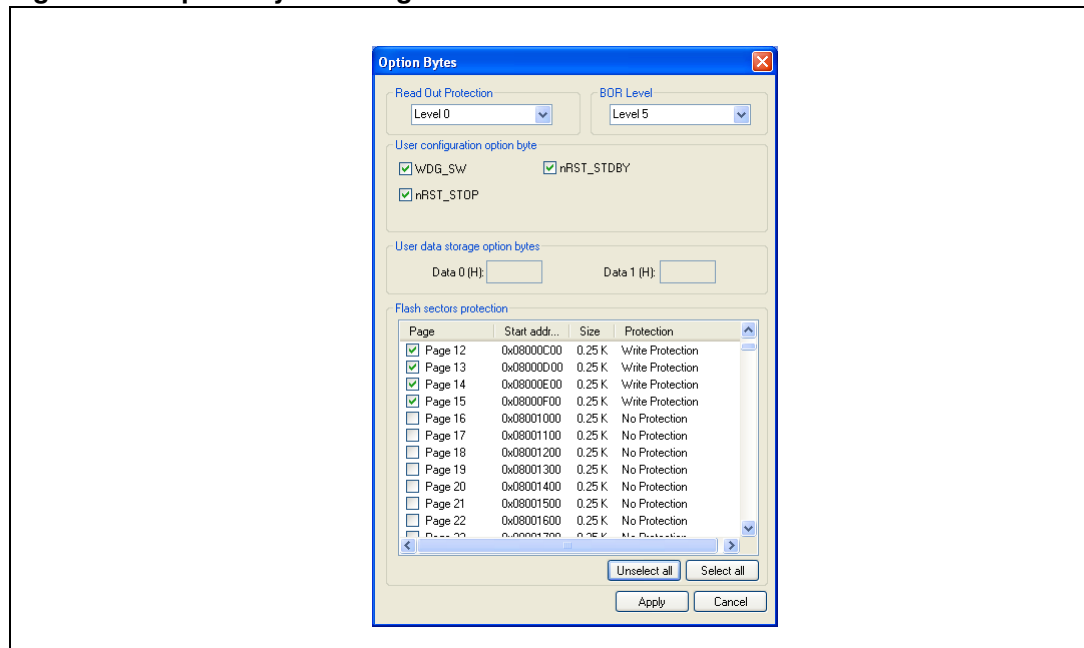 Option Bytes
Read Out Protection BOR Level
Level 0 Level 5
User configuration option byte
WDG_SW nRST_STDBY
nRST_STOP
User data storage option bytes
Data 0 (H): Data 1 (H):
Flash sectors protection
Page Start addr... Size Protection
Page 12 0x08000C00 0.25 K Write Protection
Page 13 0x08000D00 0.25 K Write Protection
Page 14 0x08000E00 0.25 K Write Protection
Page 15 0x08000F00 0.25 K Write Protection
Page 16 0x08001000 0.25 K No Protection
Page 17 0x08001100 0.25 K No Protection
Page 18 0x08001200 0.25 K No Protection
Page 19 0x08001300 0.25 K No Protection
Page 20 0x08001400 0.25 K No Protection
Page 21 0x08001500 0.25 K No Protection
Page 22 0x08001600 0.25 K No Protection
Unselect all Select all
Apply Cancel